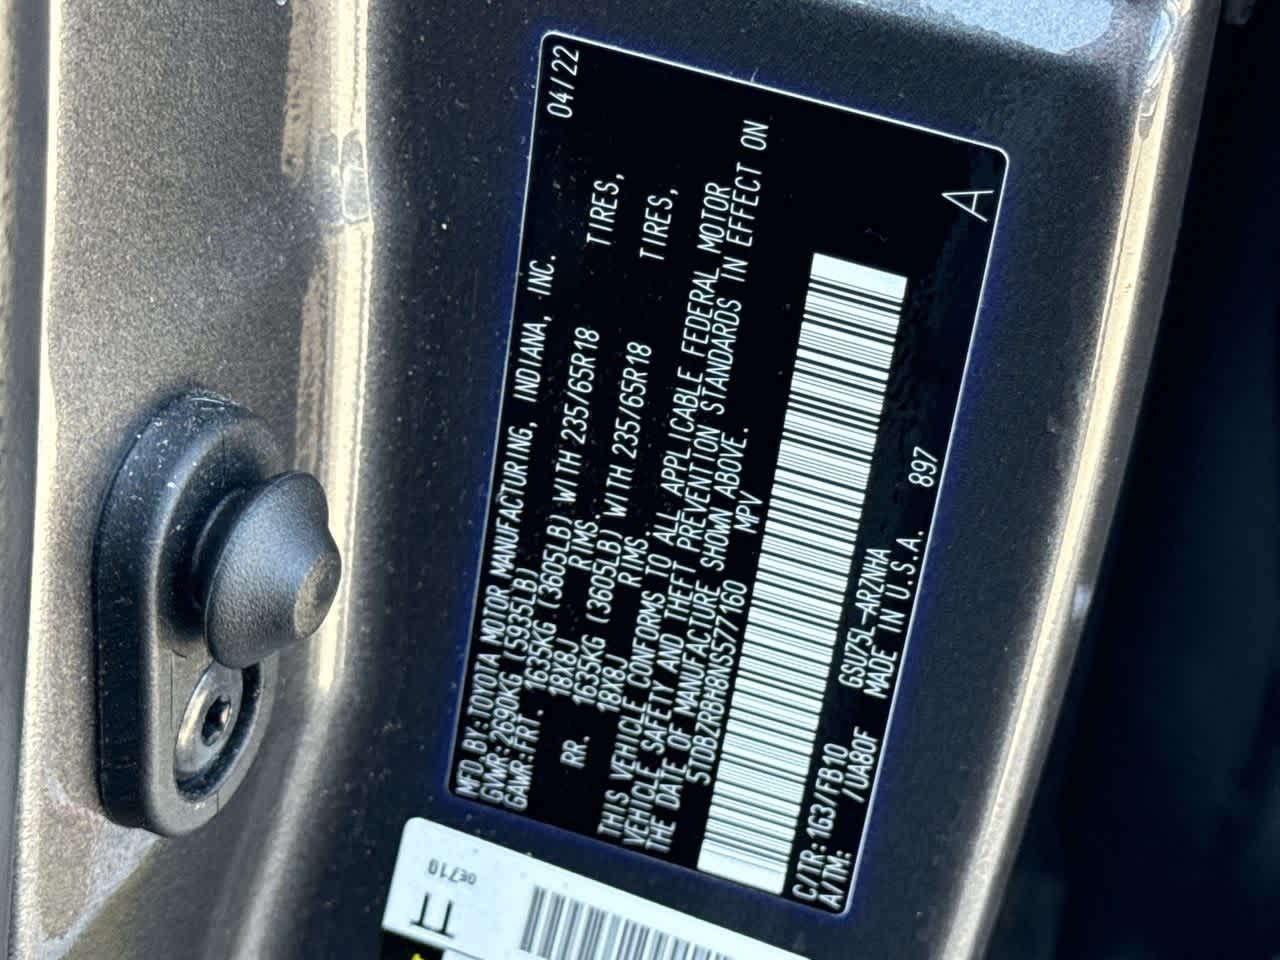 MFD.BY:TOYOTA MOTOR MANUFACTURING, INDIANA, INC. 04/22
GVWR:2690KG (5935LB)
GAWR:FRT. 1635KG (3605LB) WITH 235/65R18 TIRES,
18X8J RIMS.
RR. 1635KG (3605LB) WITH 235/65R18 TIRES,
18X8J RIMS.
THIS VEHICLE CONFORMS TO ALL APPLICABLE FEDERAL MOTOR
VEHICLE SAFETY AND THEFT PREVENTION STANDARDS IN EFFECT ON
THE DATE OF MANUFACTURE SHOWN ABOVE.
5TDBZRBH8NS577160 MPV
C/TR:1G3/FB10 GSU75L-ARZNHA A
A/TM: /UA80F MADE IN U.S.A. 897
0E710
TT